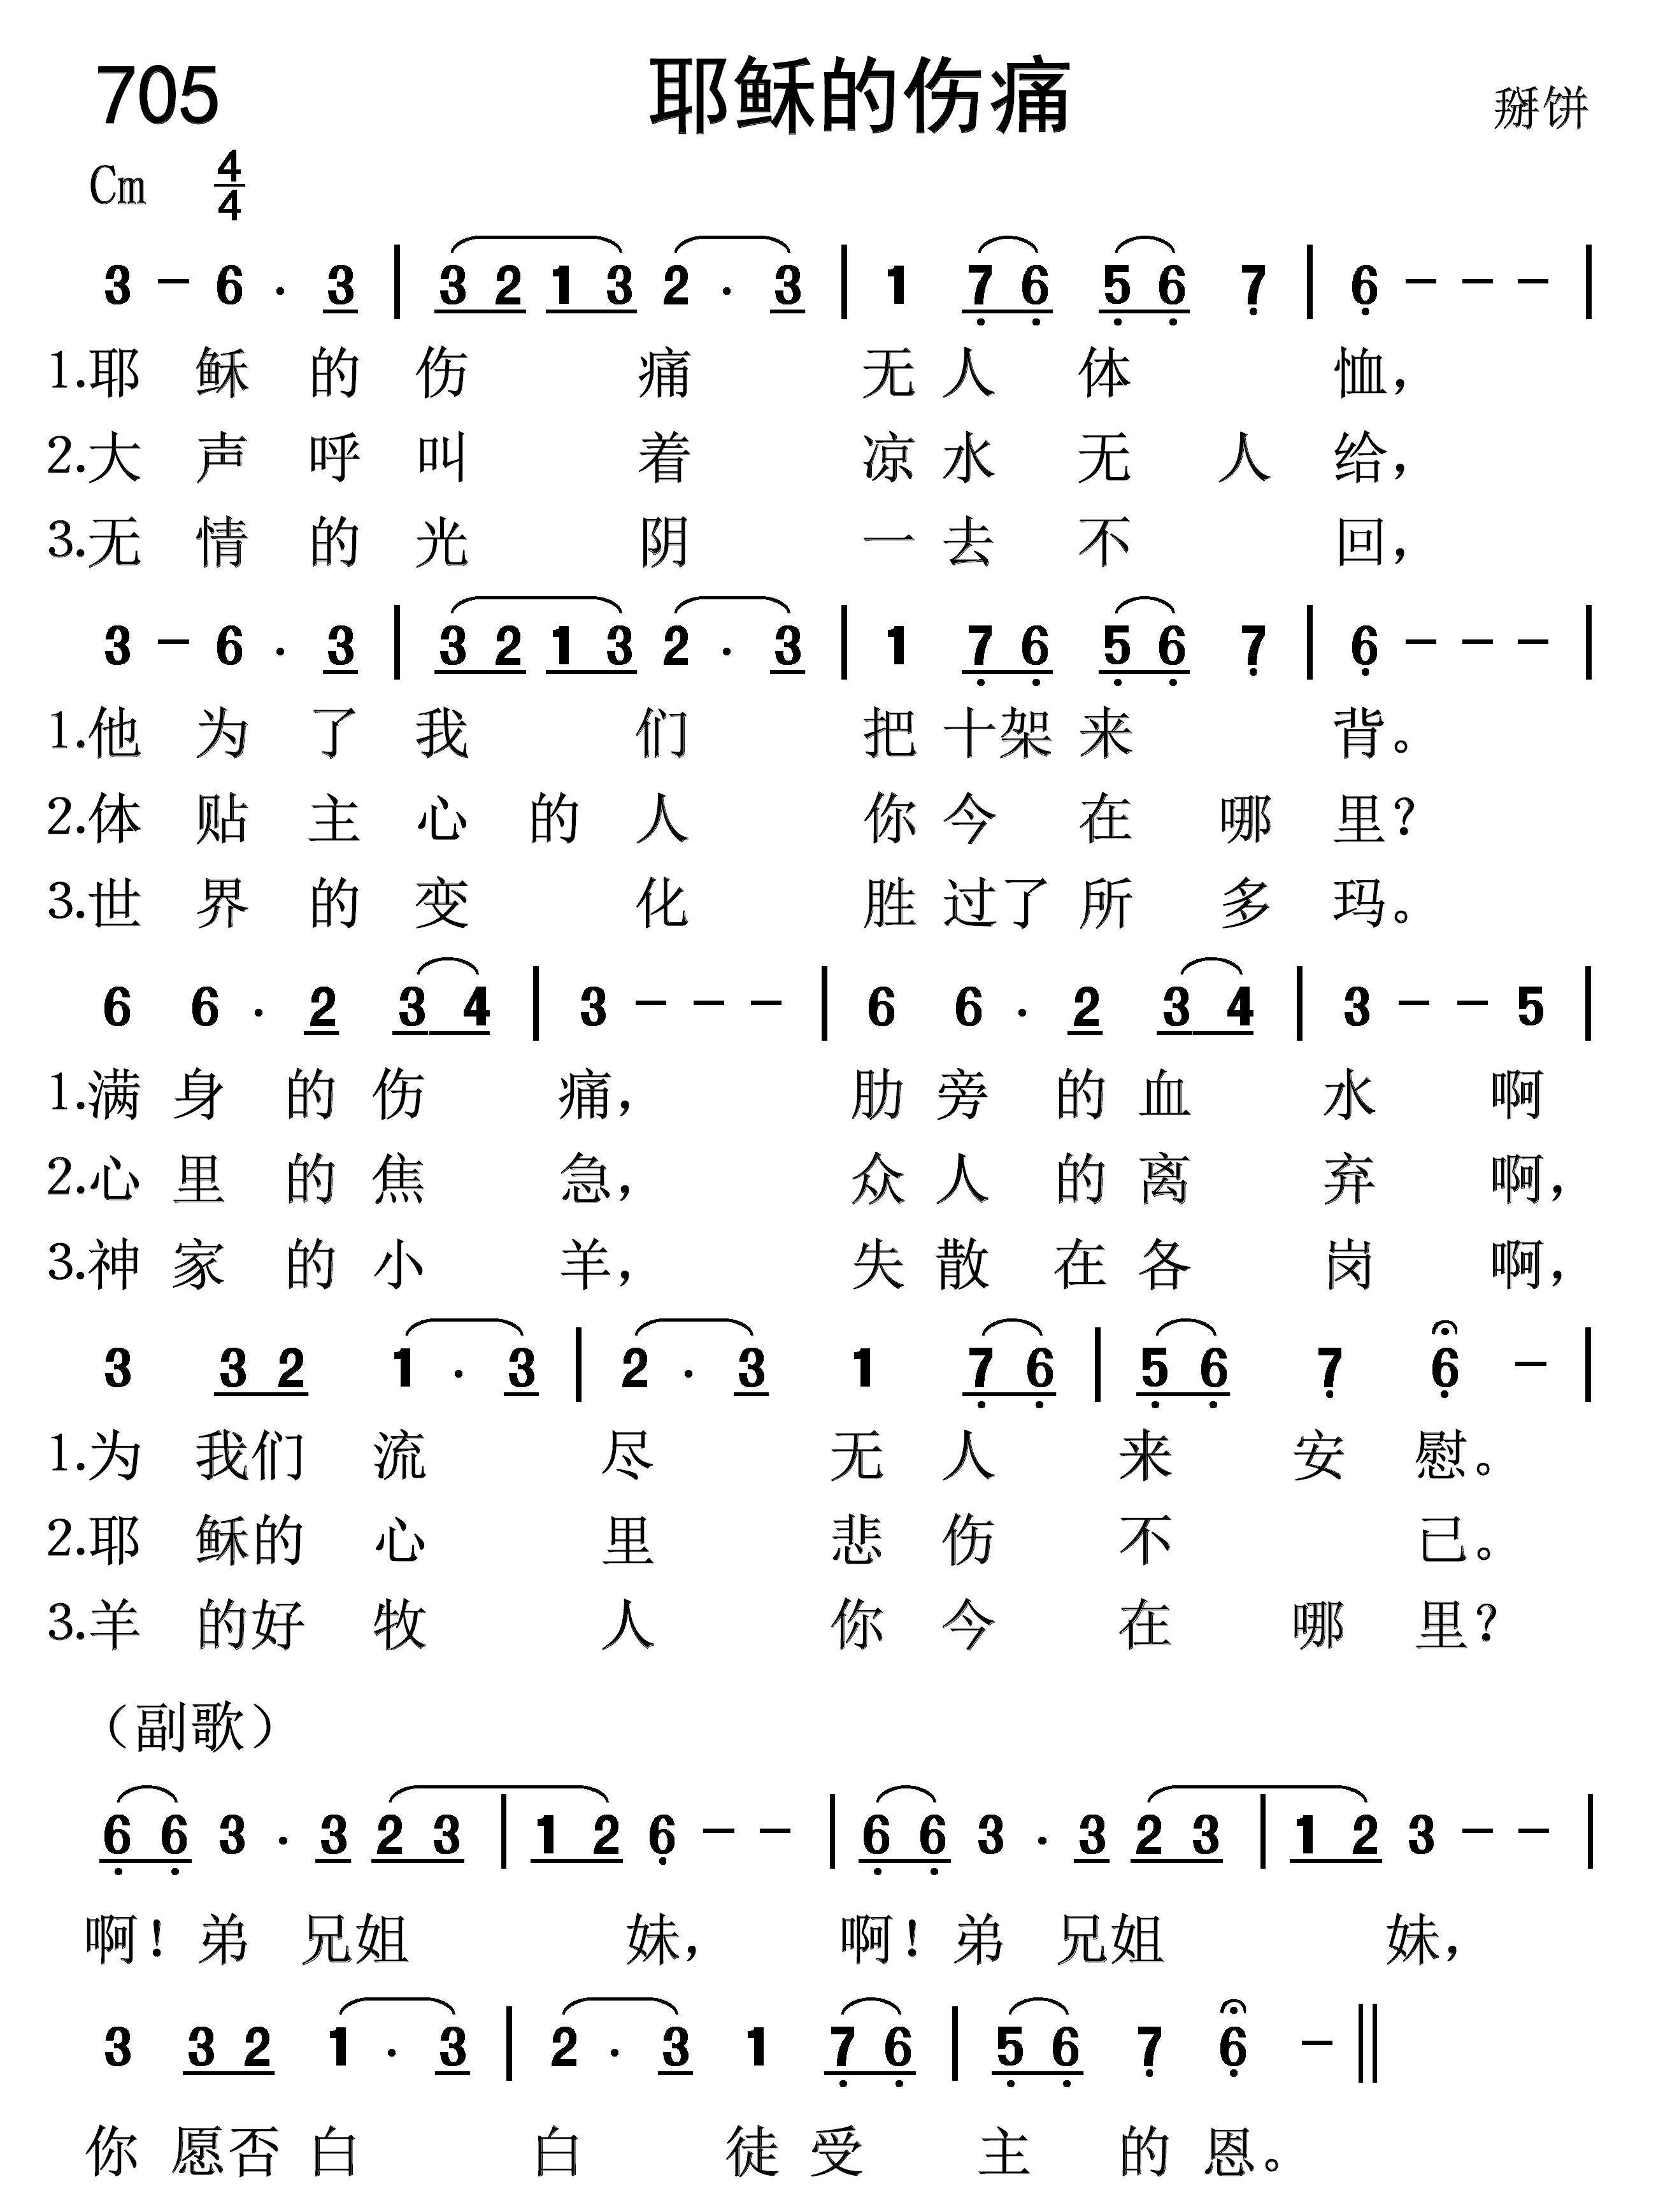 705 耶稣的伤痛 掰饼
Cm 4/4
3 – 6 · 3 | 3 2 1 3 2 · 3 | 1 7 6 5 6 7 | 6 – – – |
1.耶稣的伤痛无人体恤，
2.大声呼叫着凉水无人给，
3.无情的光阴一去不回，
3 – 6 · 3 | 3 2 1 3 2 · 3 | 1 7 6 5 6 7 | 6 – – – |
1.他为了我们把十架来背。
2.体贴主心的人你今在哪里？
3.世界的变化胜过了所多玛。
6 6 · 2 3 4 | 3 – – – | 6 6 · 2 3 4 | 3 – – 5 |
1.满身的伤痛，肋旁的血水啊
2.心里的焦急，众人的离弃啊，
3.神家的小羊，失散在各岗啊，
3 3 2 1 · 3 | 2 · 3 1 7 6 | 5 6 7 6 – |
1.为我们流尽无人来安慰。
2.耶稣的心里悲伤不已。
3.羊的好牧人你今在哪里？
（副歌）
6 6 3 · 3 2 3 | 1 2 6 – – | 6 6 3 · 3 2 3 | 1 2 3 – – |
啊！弟兄姐妹，啊！弟兄姐妹，
3 3 2 1 · 3 | 2 · 3 1 7 6 | 5 6 7 6 – ‖
你愿否白白徒受主的恩。